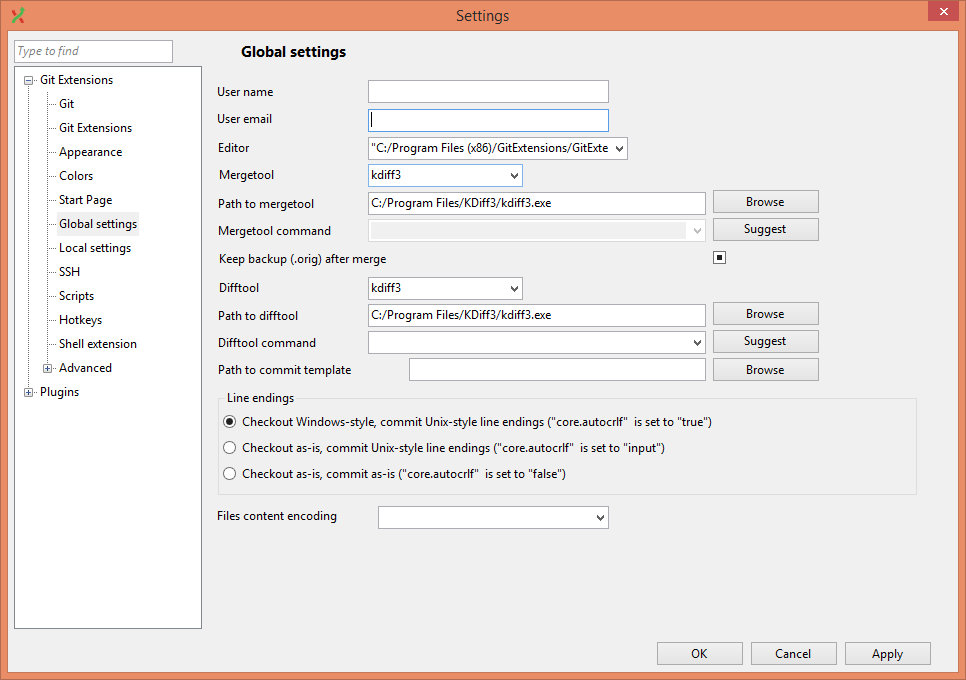 Settings
Type to find
Global settings
Git Extensions
Git
Git Extensions
Appearance
Colors
Start Page
Global settings
Local settings
SSH
Scripts
Hotkeys
Shell extension
Advanced
Plugins
User name
User email
Editor "C:/Program Files (x86)/GitExtensions/GitExte
Mergetool kdiff3
Path to mergetool C:/Program Files/KDiff3/kdiff3.exe Browse
Mergetool command Suggest
Keep backup (.orig) after merge
Difftool kdiff3
Path to difftool C:/Program Files/KDiff3/kdiff3.exe Browse
Difftool command Suggest
Path to commit template Browse
Line endings
Checkout Windows-style, commit Unix-style line endings ("core.autocrlf" is set to "true")
Checkout as-is, commit Unix-style line endings ("core.autocrlf" is set to "input")
Checkout as-is, commit as-is ("core.autocrlf" is set to "false")
Files content encoding
OK Cancel Apply